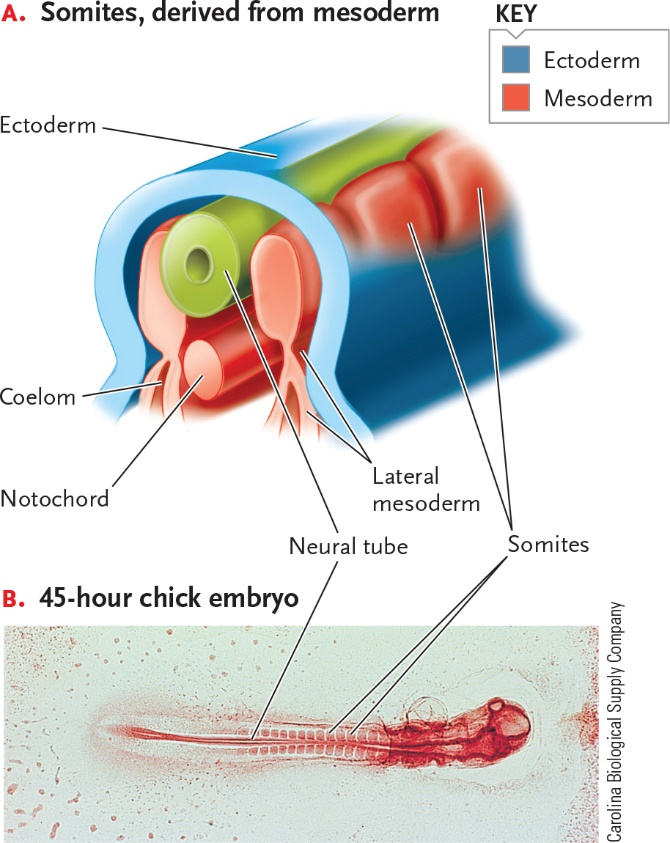 A. Somites, derived from mesoderm
KEY
Ectoderm
Mesoderm
Ectoderm
Coelom
Notochord
Lateral
mesoderm
Neural tube
Somites
B. 45-hour chick embryo
Carolina Biological Supply Company